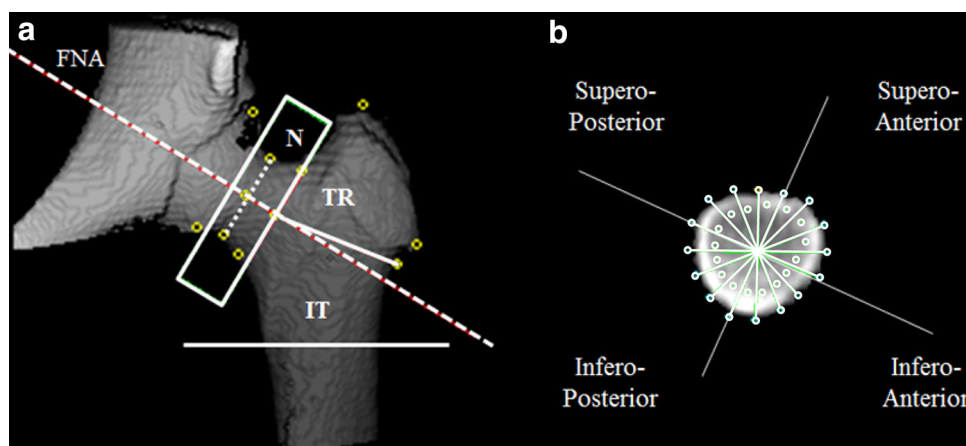 a
FNA
N
TR
IT
b
Supero-
Posterior
Supero-
Anterior
Infero-
Posterior
Infero-
Anterior